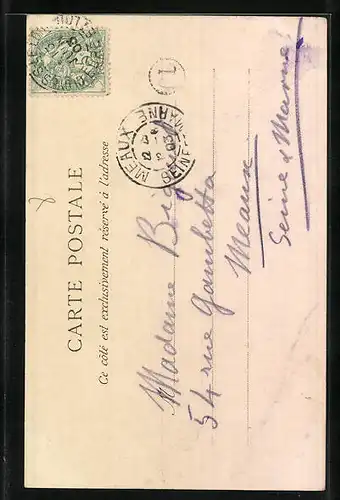 CARTE POSTALE
Ce côté est exclusivement réservé à l'adresse
L
MEAUX
SEINE-ET-MARNE
03
Madame
54 rue Gambetta
Meaux
Seine & Marne